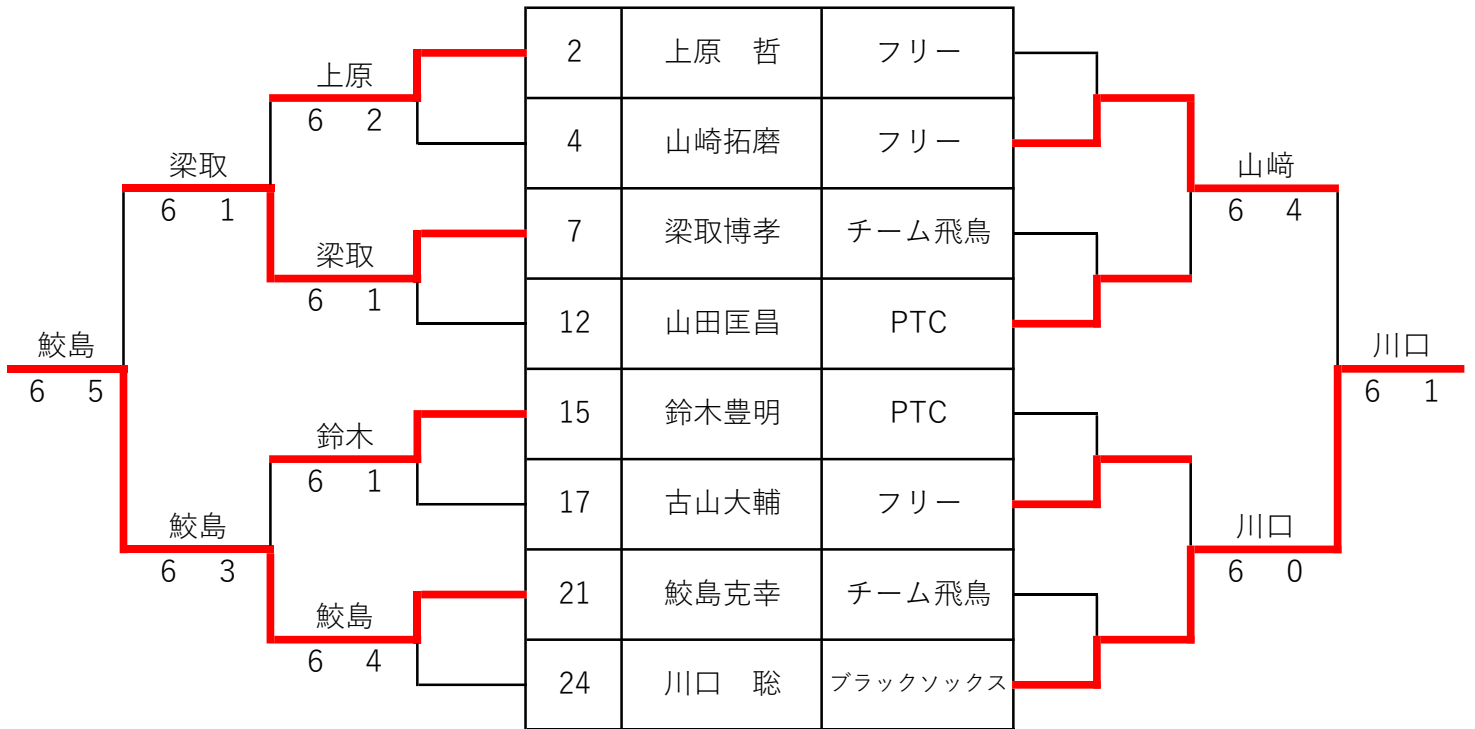 2 上原　哲 フリー
上原
6 2
4 山崎拓磨 フリー
梁取
山﨑
6 1
6 4
7 梁取博孝 チーム飛鳥
梁取
6 1
12 山田匡昌 PTC
鮫島
川口
6 5
6 1
15 鈴木豊明 PTC
鈴木
6 1
17 古山大輔 フリー
鮫島
川口
6 3
6 0
21 鮫島克幸 チーム飛鳥
鮫島
6 4
24 川口　聡 ブラックソックス